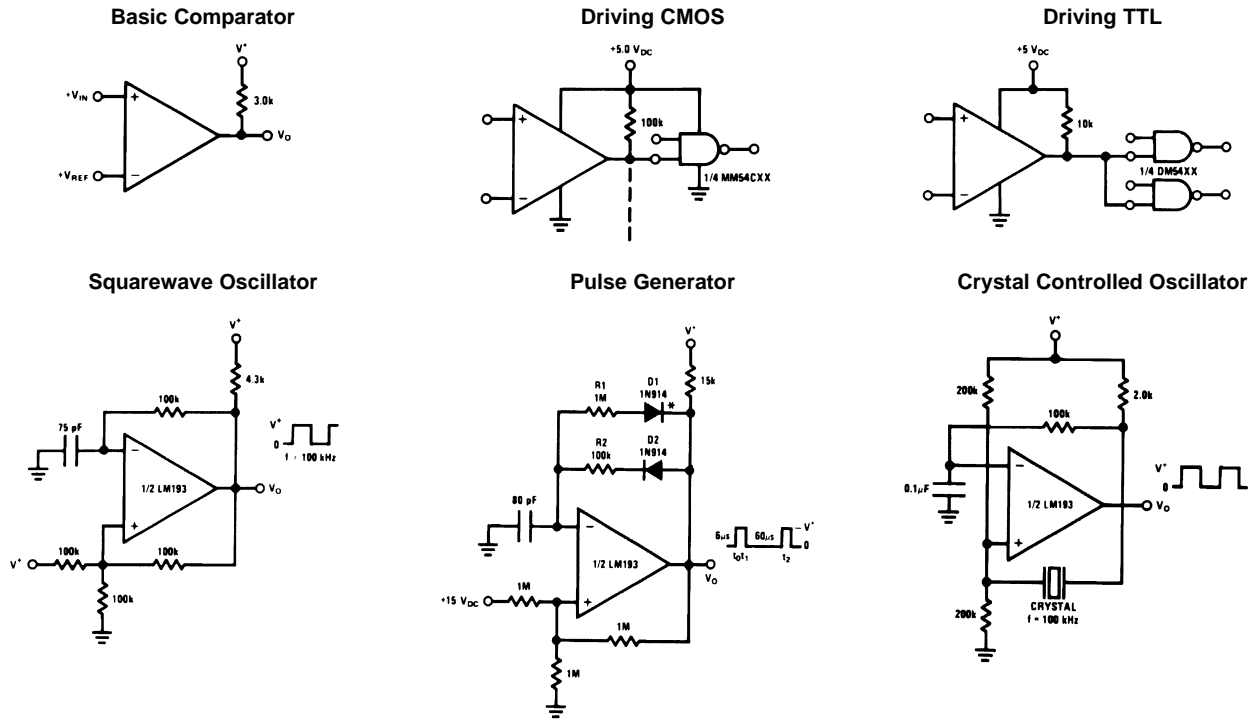 Basic Comparator
V+
3.0k
+VIN
+
VO
+VREF
−
Driving CMOS
+5.0 VDC
100k
+
−
1/4 MM54CXX
Driving TTL
+5 VDC
10k
+
−
1/4 DM54XX
Squarewave Oscillator
V+
4.3k
100k
75 pF
V+
0
f = 100 kHz
−
1/2 LM193
VO
+
V+
100k
100k
100k
Pulse Generator
V+
15k
R1
1M
D1
1N914
*
R2
100k
D2
1N914
80 pF
−
1/2 LM193
6μs
60μs
V+
0
t0 t1
t2
VO
+15 VDC
1M
+
1M
1M
Crystal Controlled Oscillator
V+
200k
2.0k
100k
−
0.1μF
1/2 LM193
V+
0
VO
+
200k
CRYSTAL
f = 100 kHz